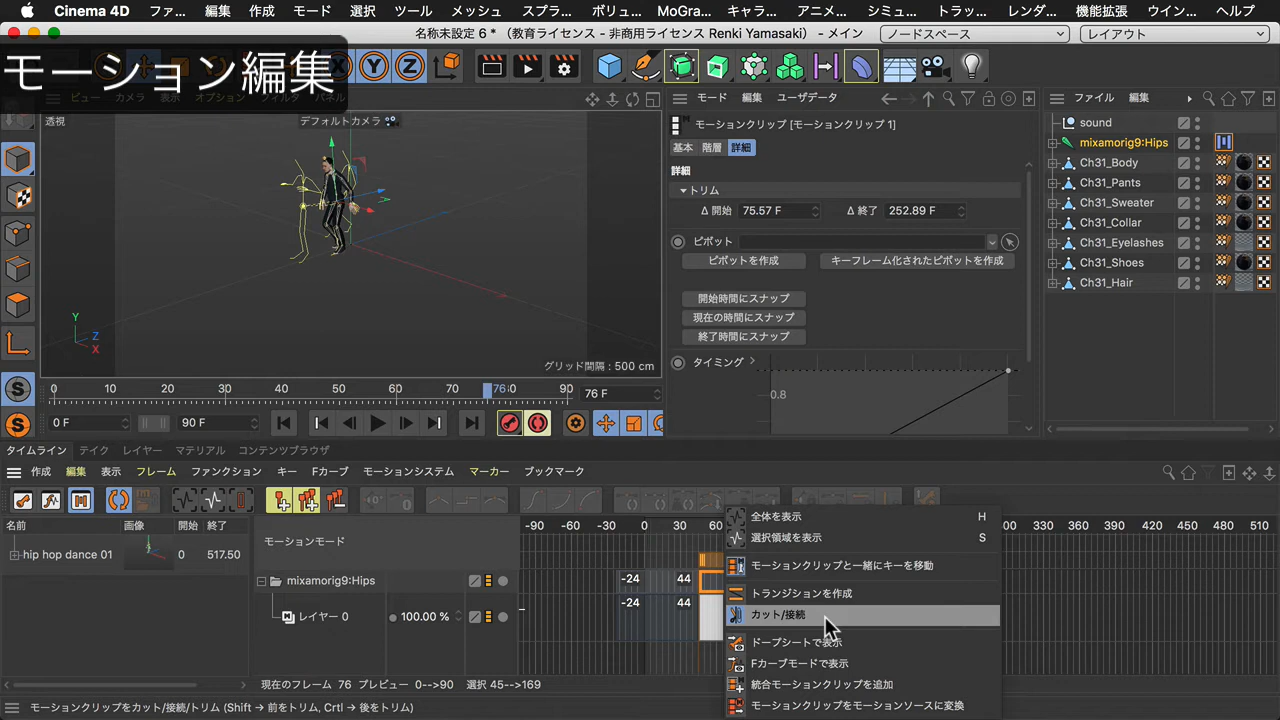 Cinema 4D ファ... 編集 作成 モード 選択 ツール メッシュ スプラ... ボリュ... MoGra... キャラ... アニメ... シミュ... トラッ... レンダ... 機能拡張 ウイン... ヘルプ
名称未設定 6 * （教育ライセンス - 非商用ライセンス Renki Yamasaki） - メイン
ノードスペース
レイアウト
モーション編集
X Y Z
ビュー カメラ 表示 オプション フィルタ パネル
透視
デフォルトカメラ
Y
Z
X
グリッド間隔 : 500 cm
0 10 20 30 40 50 60 70 76 80 90
76 F
0 F
90 F
モード 編集 ユーザデータ
モーションクリップ [モーションクリップ 1]
基本 階層 詳細
詳細
トリム
Δ 開始 75.57 F Δ 終了 252.89 F
ピボット
ピボットを作成 キーフレーム化されたピボットを作成
開始時間にスナップ
現在の時間にスナップ
終了時間にスナップ
タイミング
0.8
ファイル 編集
sound
mixamorig9:Hips
Ch31_Body
Ch31_Pants
Ch31_Sweater
Ch31_Collar
Ch31_Eyelashes
Ch31_Shoes
Ch31_Hair
タイムライン テイク レイヤー マテリアル コンテンツブラウザ
作成 編集 表示 フレーム ファンクション キー Fカーブ モーションシステム マーカー ブックマーク
名前 画像 開始 終了
hip hop dance 01 0 517.50
モーションモード
mixamorig9:Hips
レイヤー 0 100.00 %
-90 -60 -30 0 30 60
300 330 360 390 420 450 480 510
-24 44
-24 44
全体を表示 H
選択領域を表示 S
モーションクリップと一緒にキーを移動
トランジションを作成
カット/接続
ドープシートで表示
Fカーブモードで表示
統合モーションクリップを追加
モーションクリップをモーションソースに変換
現在のフレーム 76 プレビュー 0-->90 選択 45-->169
モーションクリップをカット/接続/トリム (Shift → 前をトリム, Crtl → 後をトリム)